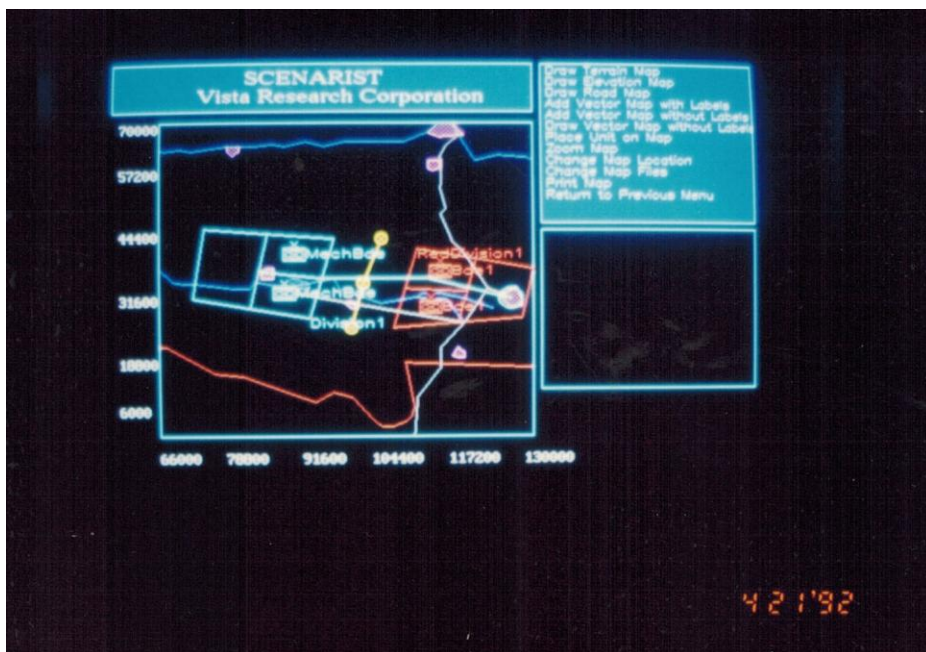 SCENARIST
Vista Research Corporation
Draw Terrain Map
Draw Elevation Map
Draw Road Map
Add Vector Map with Labels
Add Vector Map without Labels
Draw Vector Map without Labels
Place Unit on Map
Zoom Map
Change Map Location
Change Map Files
Print Map
Return to Previous Menu
70000
57200
44400
31600
18800
6000
MechBde
RedDivision1
Bde1
MechBde
Bde1
Division1
66000 78800 91600 104400 117200 130000
4 21'92